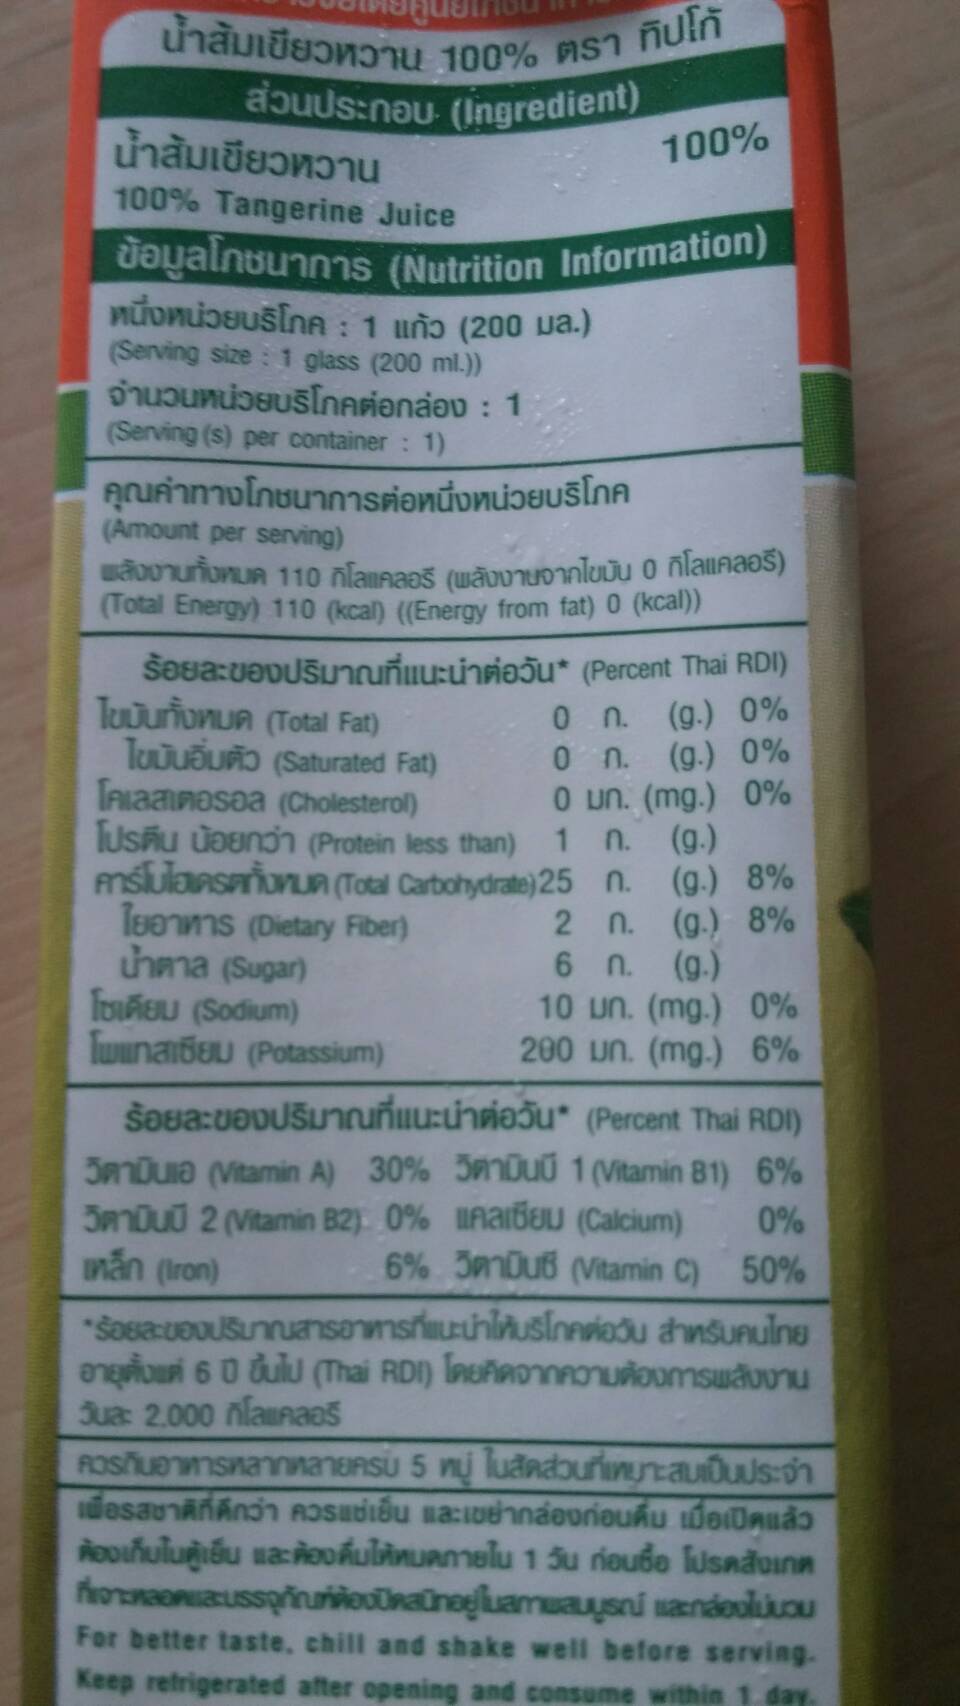 น้ำส้มเขียวหวาน 100% ตรา ทิปโก้
ส่วนประกอบ (Ingredient)
น้ำส้มเขียวหวาน 100%
100% Tangerine Juice
ข้อมูลโภชนาการ (Nutrition Information)
หนึ่งหน่วยบริโภค : 1 แก้ว (200 มล.)
(Serving size : 1 glass (200 ml.))
จำนวนหน่วยบริโภคต่อกล่อง : 1
(Serving (s) per container : 1)
คุณค่าทางโภชนาการต่อหนึ่งหน่วยบริโภค
(Amount per serving)
พลังงานทั้งหมด 110 กิโลแคลอรี (พลังงานจากไขมัน 0 กิโลแคลอรี)
(Total Energy) 110 (kcal) ((Energy from fat) 0 (kcal))
ร้อยละของปริมาณที่แนะนำต่อวัน* (Percent Thai RDI)
ไขมันทั้งหมด (Total Fat) 0 ก. (g.) 0%
ไขมันอิ่มตัว (Saturated Fat) 0 ก. (g.) 0%
โคเลสเตอรอล (Cholesterol) 0 มก. (mg.) 0%
โปรตีน น้อยกว่า (Protein less than) 1 ก. (g.)
คาร์โบไฮเดรตทั้งหมด (Total Carbohydrate) 25 ก. (g.) 8%
ใยอาหาร (Dietary Fiber) 2 ก. (g.) 8%
น้ำตาล (Sugar) 6 ก. (g.)
โซเดียม (Sodium) 10 มก. (mg.) 0%
โพแทสเซียม (Potassium) 200 มก. (mg.) 6%
ร้อยละของปริมาณที่แนะนำต่อวัน* (Percent Thai RDI)
วิตามินเอ (Vitamin A) 30% วิตามินบี 1 (Vitamin B1) 6%
วิตามินบี 2 (Vitamin B2) 0% แคลเซียม (Calcium) 0%
เหล็ก (Iron) 6% วิตามินซี (Vitamin C) 50%
*ร้อยละของปริมาณสารอาหารที่แนะนำให้บริโภคต่อวัน สำหรับคนไทย
อายุตั้งแต่ 6 ปี ขึ้นไป (Thai RDI) โดยคิดจากความต้องการพลังงาน
วันละ 2,000 กิโลแคลอรี
ควรกินอาหารหลากหลายครบ 5 หมู่ ในสัดส่วนที่เหมาะสมเป็นประจำ
เพื่อรสชาติที่ดีกว่า ควรแช่เย็น และเขย่ากล่องก่อนดื่ม เมื่อเปิดแล้ว
ต้องเก็บในตู้เย็น และต้องดื่มให้หมดภายใน 1 วัน ก่อนซื้อ โปรดสังเกต
ที่เจาะหลอดและบรรจุภัณฑ์ต้องปิดสนิทอยู่ในสภาพสมบูรณ์ และกล่องไม่บวม
For better taste, chill and shake well before serving.
Keep refrigerated after opening and consume within 1 day.